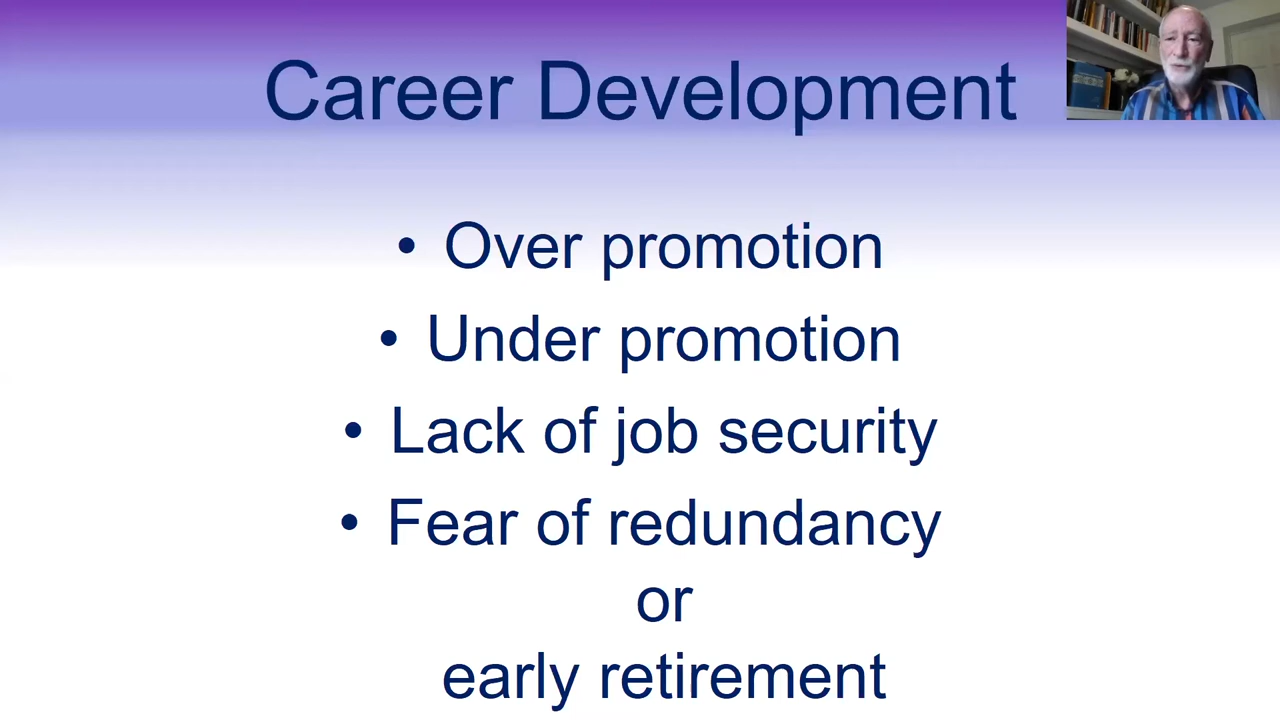 Career Development
• Over promotion
• Under promotion
• Lack of job security
• Fear of redundancy
or
early retirement